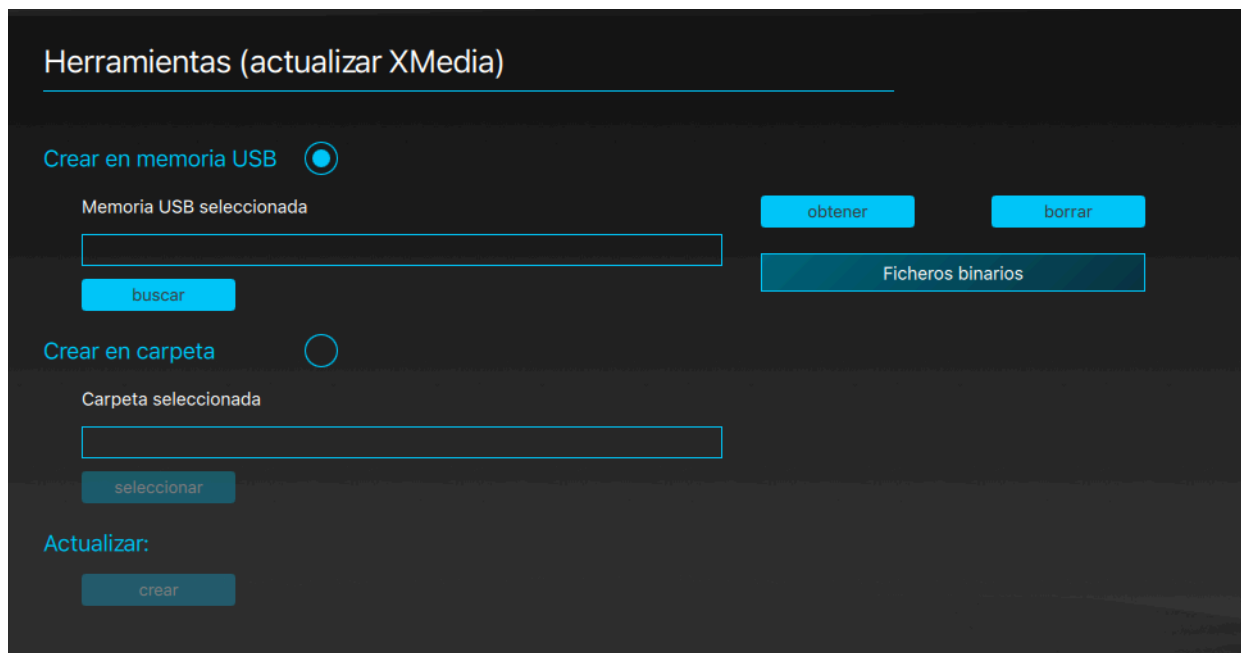 Herramientas (actualizar XMedia)
Crear en memoria USB
Memoria USB seleccionada
obtener
borrar
buscar
Ficheros binarios
Crear en carpeta
Carpeta seleccionada
seleccionar
Actualizar:
crear